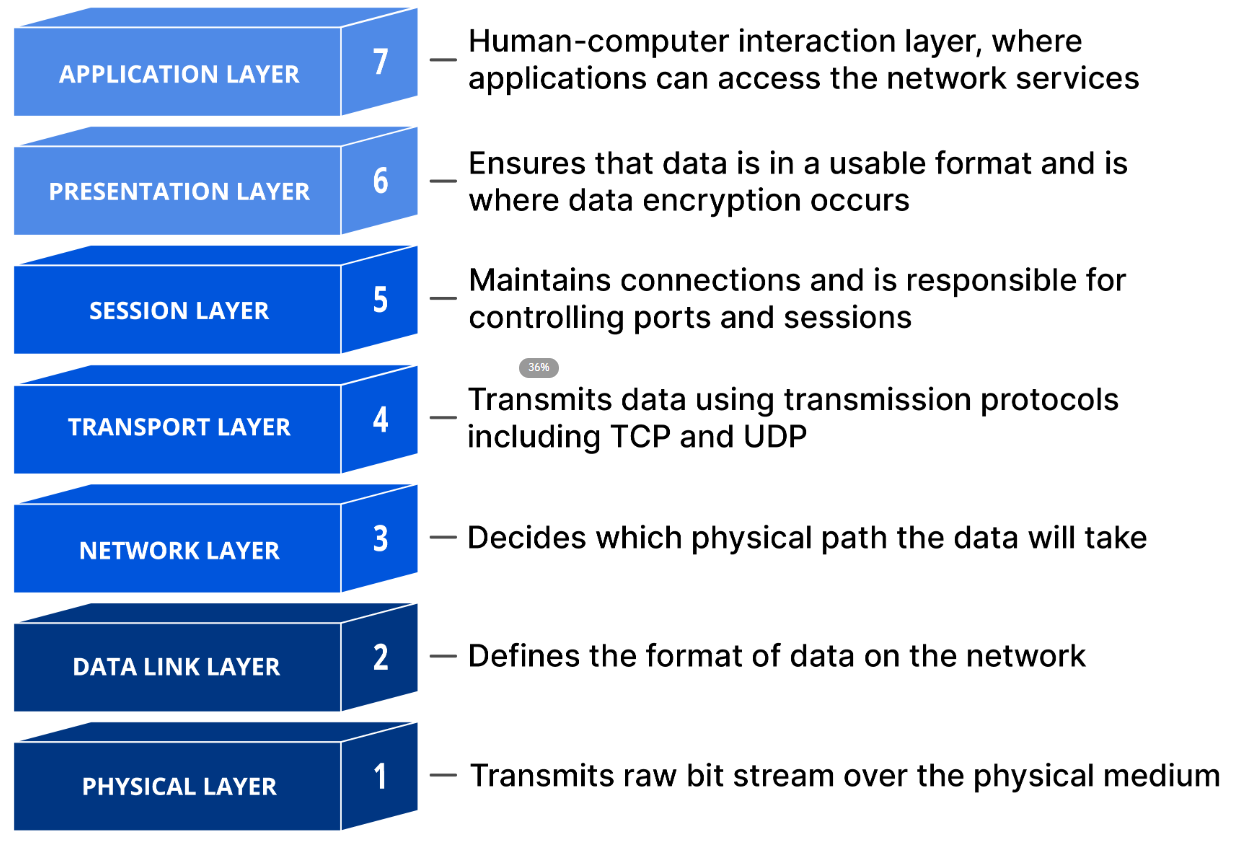 APPLICATION LAYER
7
Human-computer interaction layer, where
applications can access the network services
PRESENTATION LAYER
6
Ensures that data is in a usable format and is
where data encryption occurs
SESSION LAYER
5
Maintains connections and is responsible for
controlling ports and sessions
36%
TRANSPORT LAYER
4
Transmits data using transmission protocols
including TCP and UDP
NETWORK LAYER
3
Decides which physical path the data will take
DATA LINK LAYER
2
Defines the format of data on the network
PHYSICAL LAYER
1
Transmits raw bit stream over the physical medium